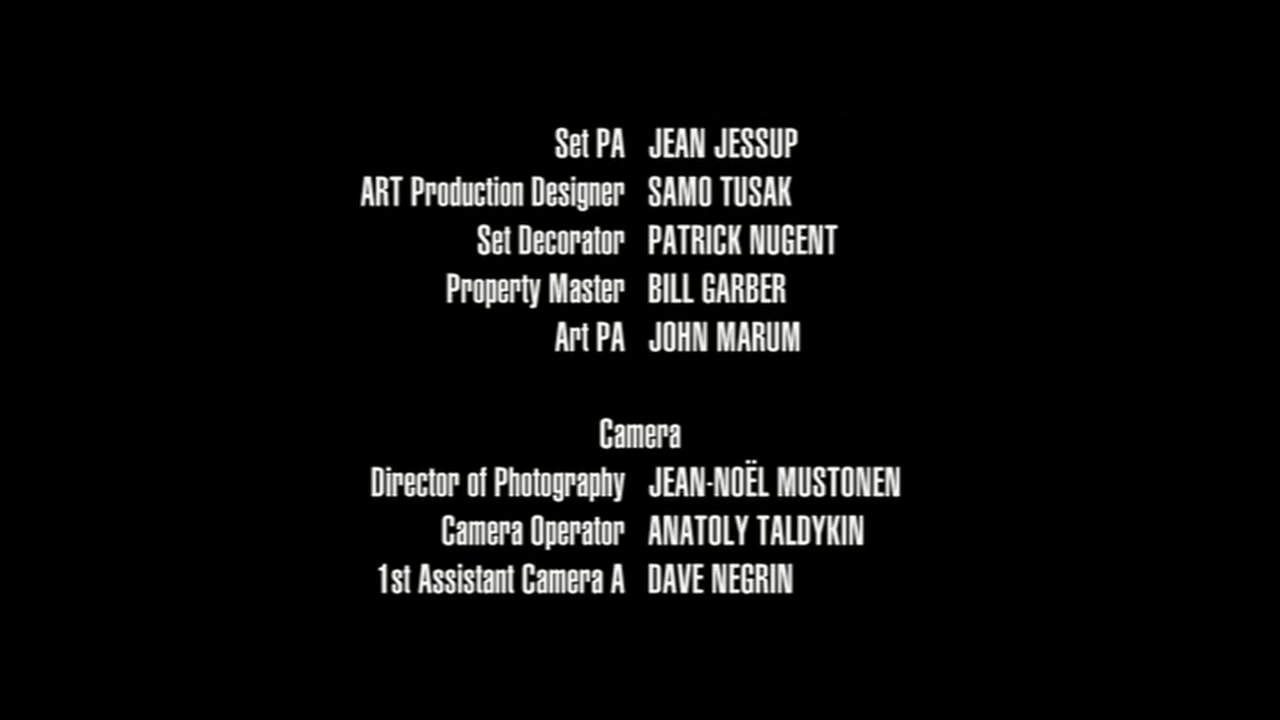 Set PA JEAN JESSUP
ART Production Designer SAMO TUSAK
Set Decorator PATRICK NUGENT
Property Master BILL GARBER
Art PA JOHN MARUM
Camera
Director of Photography JEAN-NOËL MUSTONEN
Camera Operator ANATOLY TALDYKIN
1st Assistant Camera A DAVE NEGRIN